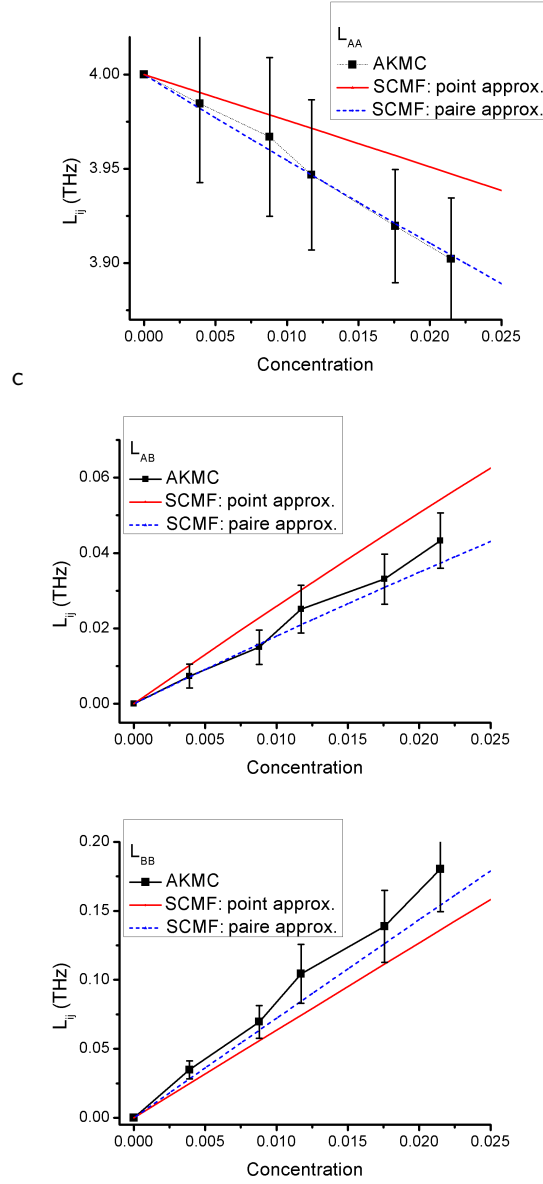 L_AA
AKMC
SCMF: point approx.
SCMF: paire approx.
4.00
3.95
3.90
L_ij (THz)
0.000 0.005 0.010 0.015 0.020 0.025
Concentration
C
L_AB
AKMC
SCMF: point approx.
SCMF: paire approx.
0.06
0.04
0.02
0.00
L_ij (THz)
0.000 0.005 0.010 0.015 0.020 0.025
Concentration
L_BB
AKMC
SCMF: point approx.
SCMF: paire approx.
0.20
0.15
0.10
0.05
0.00
L_ij (THz)
0.000 0.005 0.010 0.015 0.020 0.025
Concentration